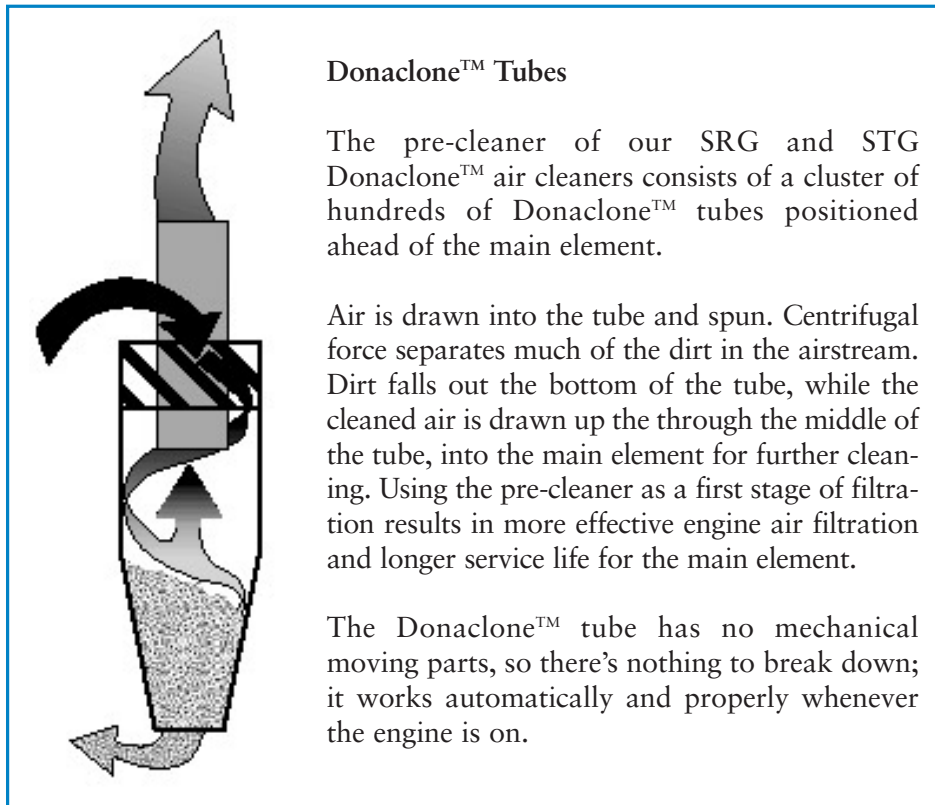 Donaclone™ Tubes
The pre-cleaner of our SRG and STG
Donaclone™ air cleaners consists of a cluster of
hundreds of Donaclone™ tubes positioned
ahead of the main element.
Air is drawn into the tube and spun. Centrifugal
force separates much of the dirt in the airstream.
Dirt falls out the bottom of the tube, while the
cleaned air is drawn up the through the middle of
the tube, into the main element for further clean-
ing. Using the pre-cleaner as a first stage of filtra-
tion results in more effective engine air filtration
and longer service life for the main element.
The Donaclone™ tube has no mechanical
moving parts, so there’s nothing to break down;
it works automatically and properly whenever
the engine is on.